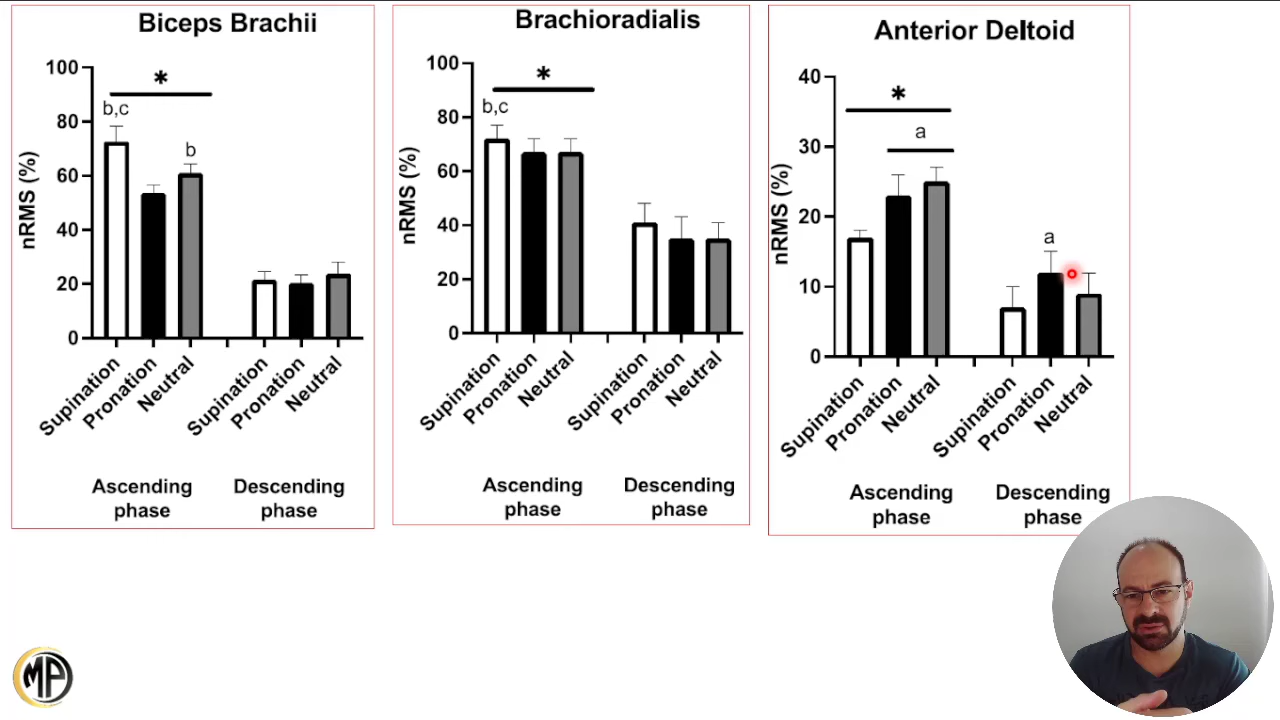 Biceps Brachii
nRMS (%)
100
80
60
40
20
0
*
b,c
b
Supination
Pronation
Neutral
Supination
Pronation
Neutral
Ascending
phase
Descending
phase
Brachioradialis
nRMS (%)
100
80
60
40
20
0
*
b,c
Supination
Pronation
Neutral
Supination
Pronation
Neutral
Ascending
phase
Descending
phase
Anterior Deltoid
nRMS (%)
40
30
20
10
0
*
a
a
Supination
Pronation
Neutral
Supination
Pronation
Neutral
Ascending
phase
Descending
phase
MP